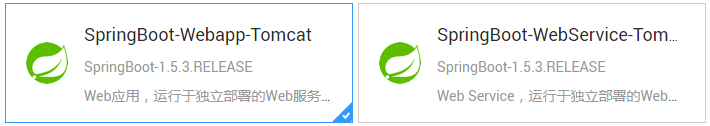 SpringBoot-Webapp-Tomcat
SpringBoot-1.5.3.RELEASE
Web应用，运行于独立部署的Web服务...
SpringBoot-WebService-Tom...
SpringBoot-1.5.3.RELEASE
Web Service，运行于独立部署的Web...